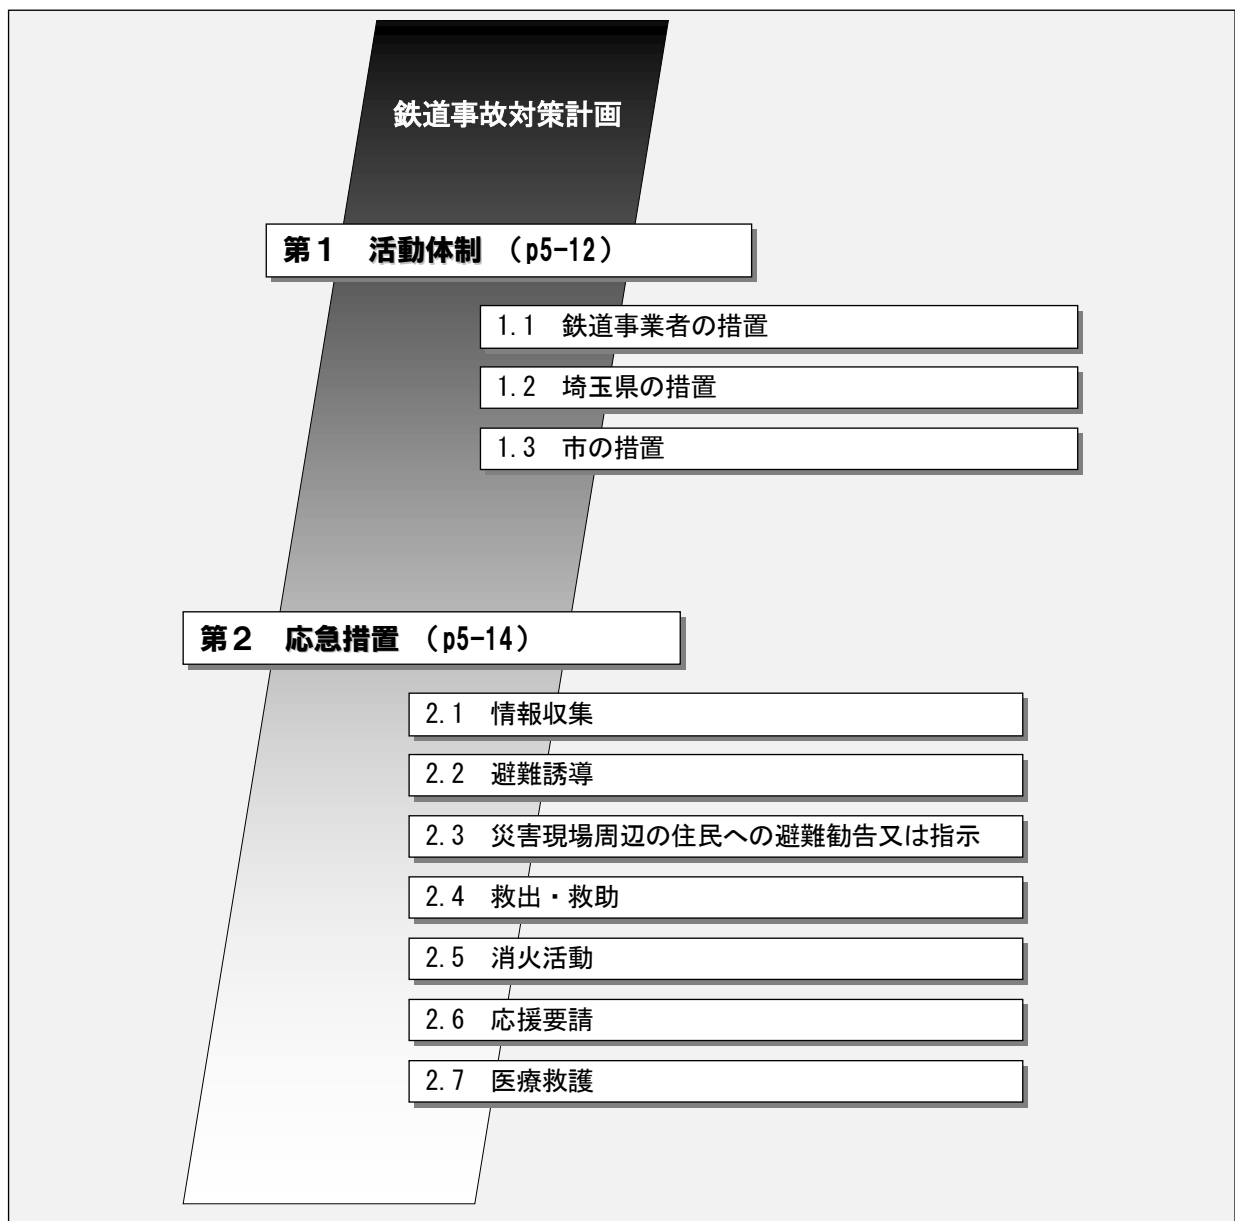 鉄道事故対策計画
第１　活動体制　（p5-12）
1.1　鉄道事業者の措置
1.2　埼玉県の措置
1.3　市の措置
第２　応急措置　（p5-14）
2.1　情報収集
2.2　避難誘導
2.3　災害現場周辺の住民への避難勧告又は指示
2.4　救出・救助
2.5　消火活動
2.6　応援要請
2.7　医療救護